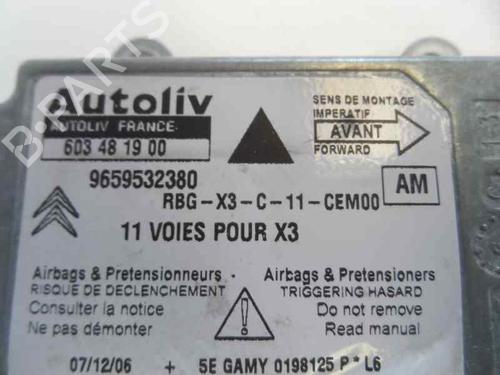 Autoliv
AUTOLIV FRANCE
603 48 19 00
SENS DE MONTAGE
IMPERATIF
AVANT
FORWARD
9659532380
AM
RBG-X3-C-11-CEM00
11 VOIES POUR X3
Airbags & Pretensionneurs
RISQUE DE DECLENCHEMENT
Consulter la notice
Ne pas démonter
Airbags & Pretensioners
TRIGGERING HASARD
Do not remove
Read manual
07/12/06 + 5E GAMY 0198125 P * L6
B-PARTS